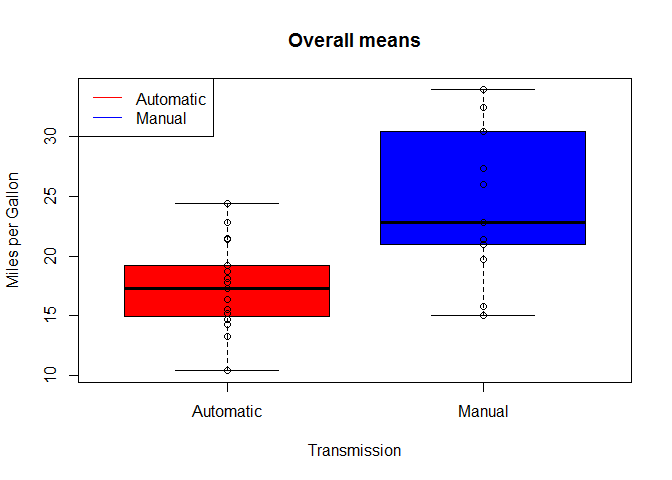 Overall means
Automatic
Manual
Miles per Gallon
30
25
20
15
10
Automatic Manual
Transmission